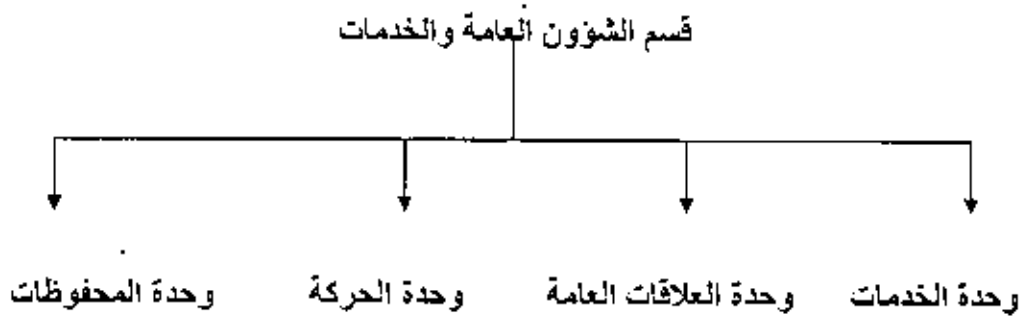 قسم الشؤون العامة والخدمات
وحدة الخدمات
وحدة العلاقات العامة
وحدة الحركة
وحدة المحفوظات